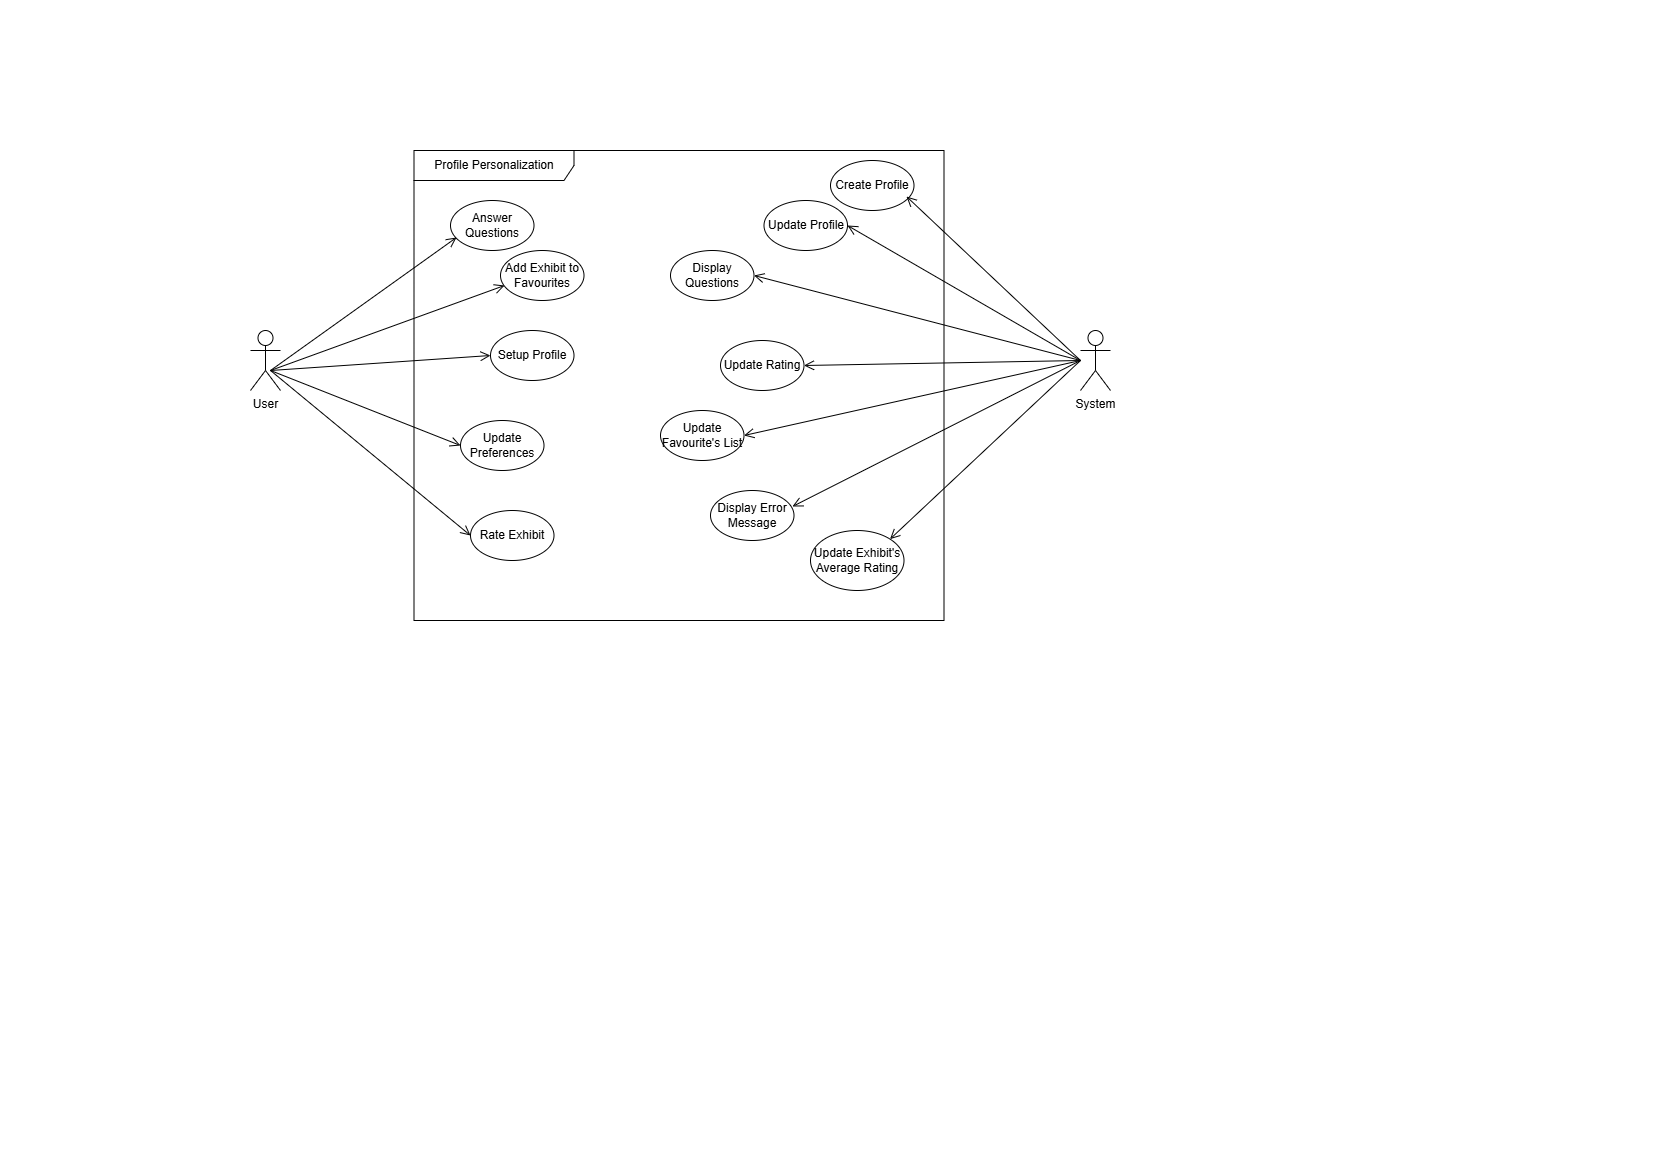 Profile Personalization
Create Profile
Answer
Questions
Update Profile
Add Exhibit to
Favourites
Display
Questions
Setup Profile
Update Rating
User
System
Update
Favourite's List
Update
Preferences
Display Error
Message
Rate Exhibit
Update Exhibit's
Average Rating